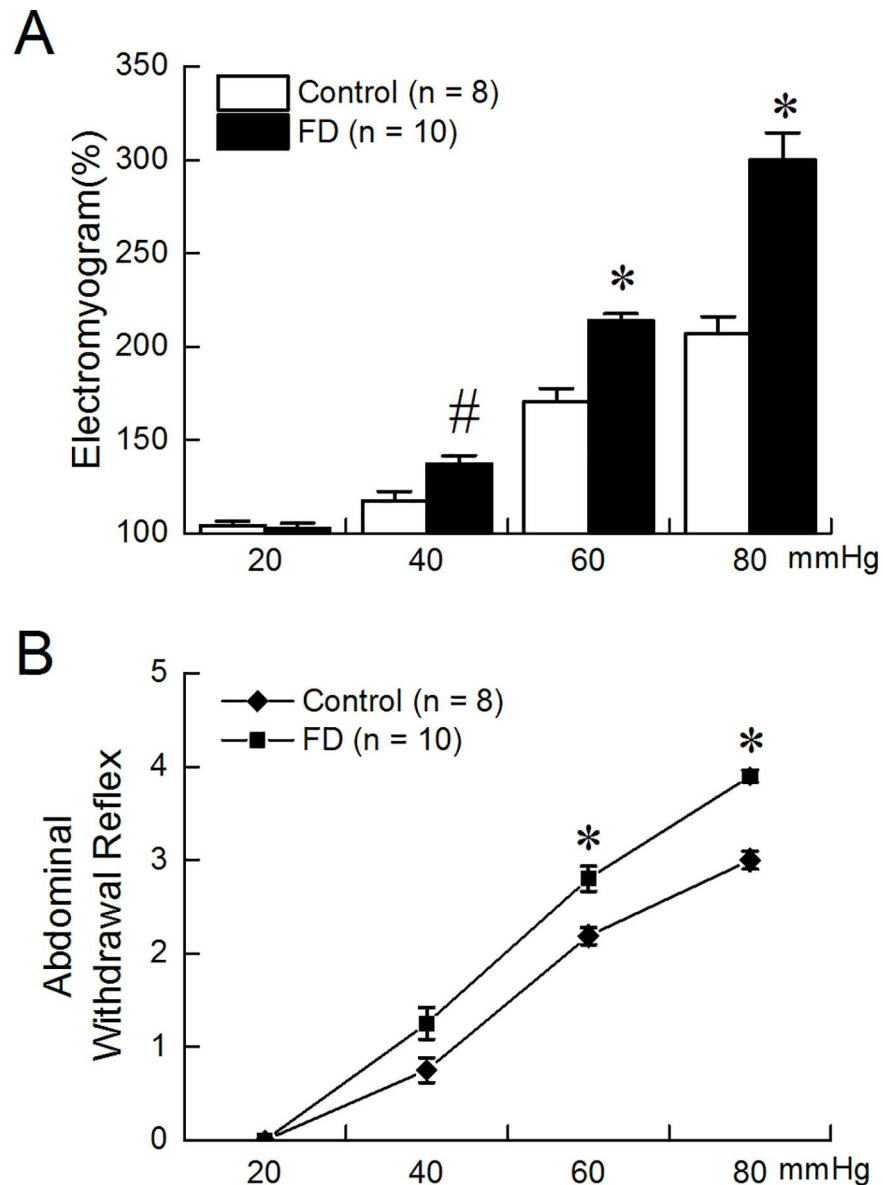 A
350
300
250
200
150
100
Electromyogram(%)
Control (n = 8)
FD (n = 10)
#
*
*
20 40 60 80 mmHg
B
5
4
3
2
1
0
Abdominal
Withdrawal Reflex
Control (n = 8)
FD (n = 10)
*
*
20 40 60 80 mmHg